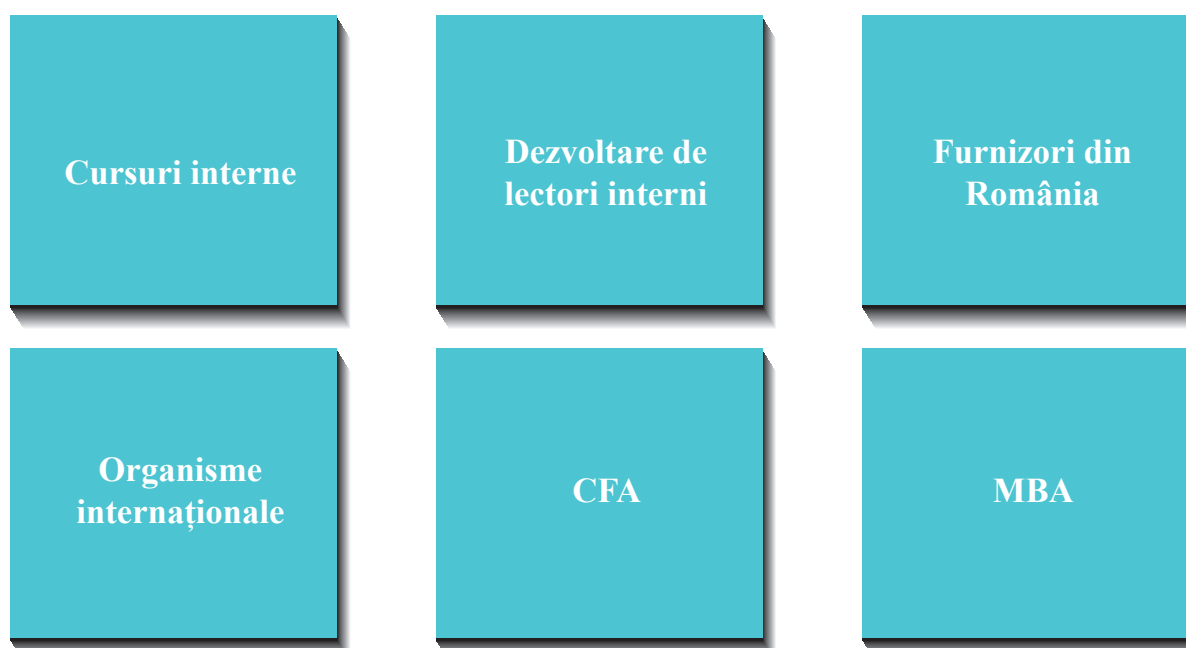 Cursuri interne
Dezvoltare de
lectori interni
Furnizori din
România
Organisme
internaționale
CFA
MBA